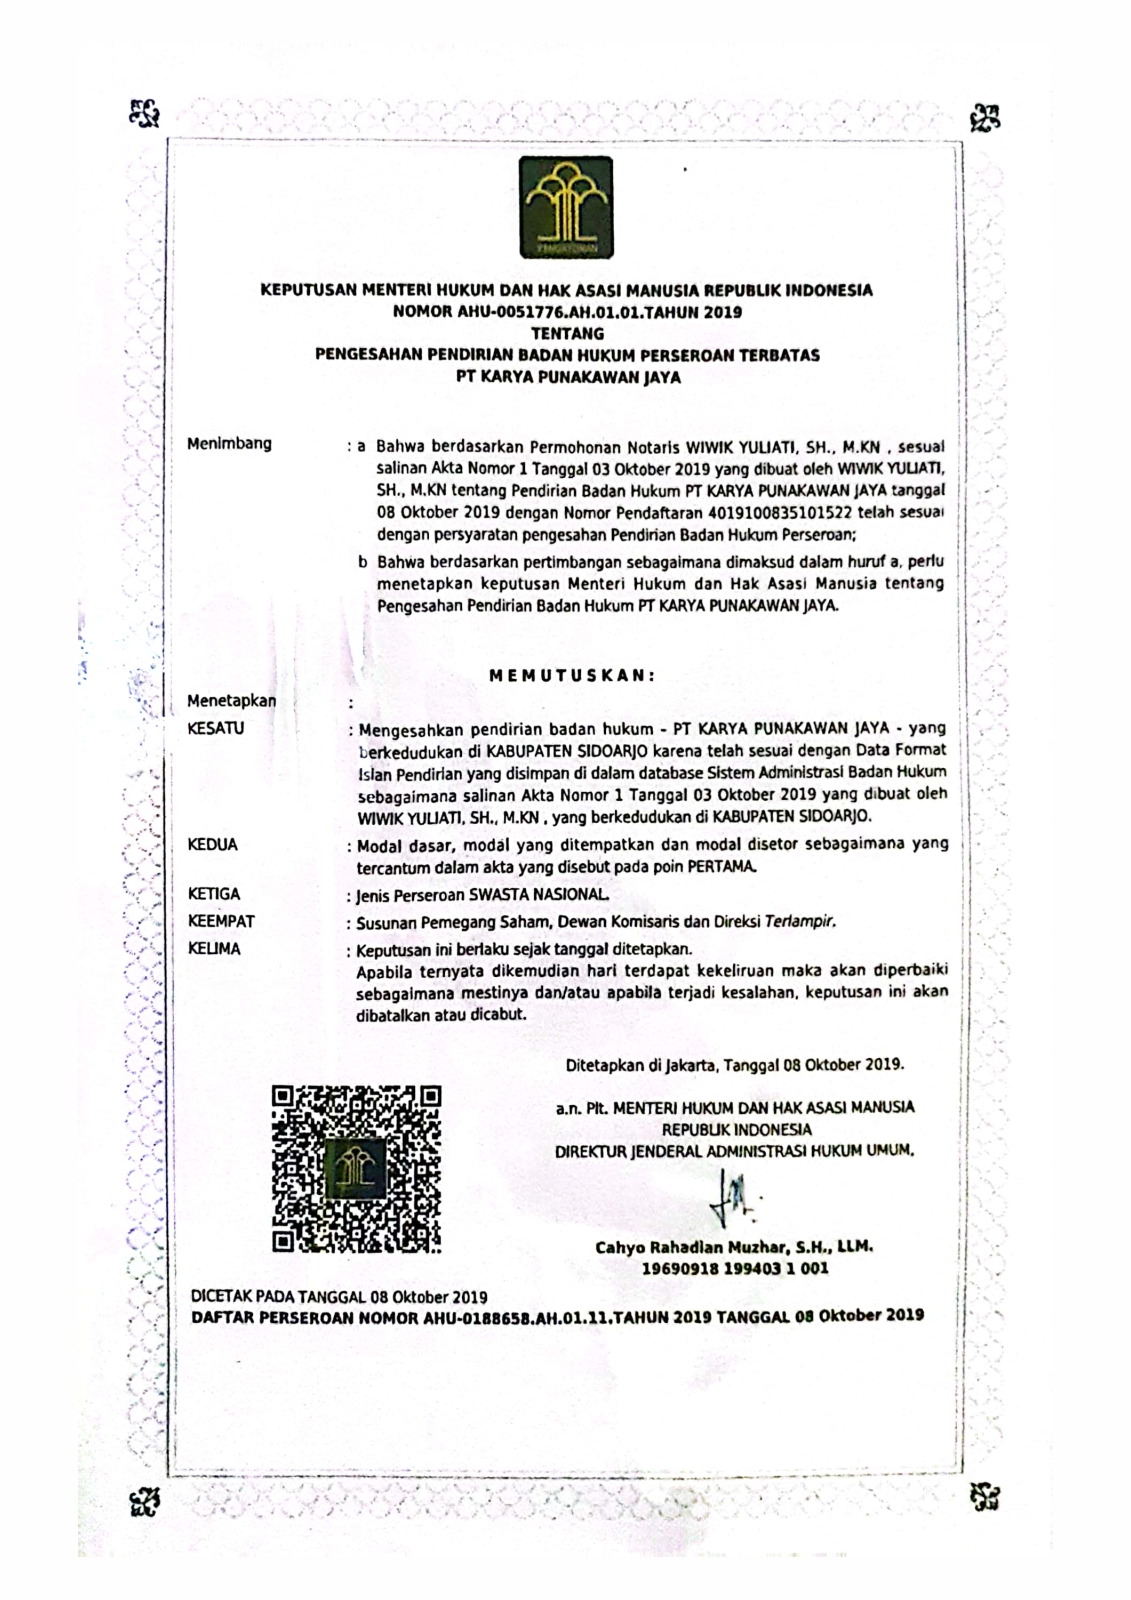 PENGAYOMAN
KEPUTUSAN MENTERI HUKUM DAN HAK ASASI MANUSIA REPUBLIK INDONESIA
NOMOR AHU-0051776.AH.01.01.TAHUN 2019
TENTANG
PENGESAHAN PENDIRIAN BADAN HUKUM PERSEROAN TERBATAS
PT KARYA PUNAKAWAN JAYA
Menimbang : a Bahwa berdasarkan Permohonan Notaris WIWIK YULIATI, SH., M.KN , sesuai
salinan Akta Nomor 1 Tanggal 03 Oktober 2019 yang dibuat oleh WIWIK YULIATI,
SH., M.KN tentang Pendirian Badan Hukum PT KARYA PUNAKAWAN JAYA tanggal
08 Oktober 2019 dengan Nomor Pendaftaran 4019100835101522 telah sesuai
dengan persyaratan pengesahan Pendirian Badan Hukum Perseroan;
b Bahwa berdasarkan pertimbangan sebagaimana dimaksud dalam huruf a, perlu
menetapkan keputusan Menteri Hukum dan Hak Asasi Manusia tentang
Pengesahan Pendirian Badan Hukum PT KARYA PUNAKAWAN JAYA.
M E M U T U S K A N :
Menetapkan :
KESATU : Mengesahkan pendirian badan hukum - PT KARYA PUNAKAWAN JAYA - yang
berkedudukan di KABUPATEN SIDOARJO karena telah sesuai dengan Data Format
Isian Pendirian yang disimpan di dalam database Sistem Administrasi Badan Hukum
sebagaimana salinan Akta Nomor 1 Tanggal 03 Oktober 2019 yang dibuat oleh
WIWIK YULIATI, SH., M.KN , yang berkedudukan di KABUPATEN SIDOARJO.
KEDUA : Modal dasar, modal yang ditempatkan dan modal disetor sebagaimana yang
tercantum dalam akta yang disebut pada poin PERTAMA.
KETIGA : Jenis Perseroan SWASTA NASIONAL.
KEEMPAT : Susunan Pemegang Saham, Dewan Komisaris dan Direksi Terlampir.
KELIMA : Keputusan ini berlaku sejak tanggal ditetapkan.
Apabila ternyata dikemudian hari terdapat kekeliruan maka akan diperbaiki
sebagaimana mestinya dan/atau apabila terjadi kesalahan, keputusan ini akan
dibatalkan atau dicabut.
Ditetapkan di Jakarta, Tanggal 08 Oktober 2019.
a.n. Plt. MENTERI HUKUM DAN HAK ASASI MANUSIA
REPUBLIK INDONESIA
DIREKTUR JENDERAL ADMINISTRASI HUKUM UMUM,
Cahyo Rahadian Muzhar, S.H., LLM.
19690918 199403 1 001
DICETAK PADA TANGGAL 08 Oktober 2019
DAFTAR PERSEROAN NOMOR AHU-0188658.AH.01.11.TAHUN 2019 TANGGAL 08 Oktober 2019